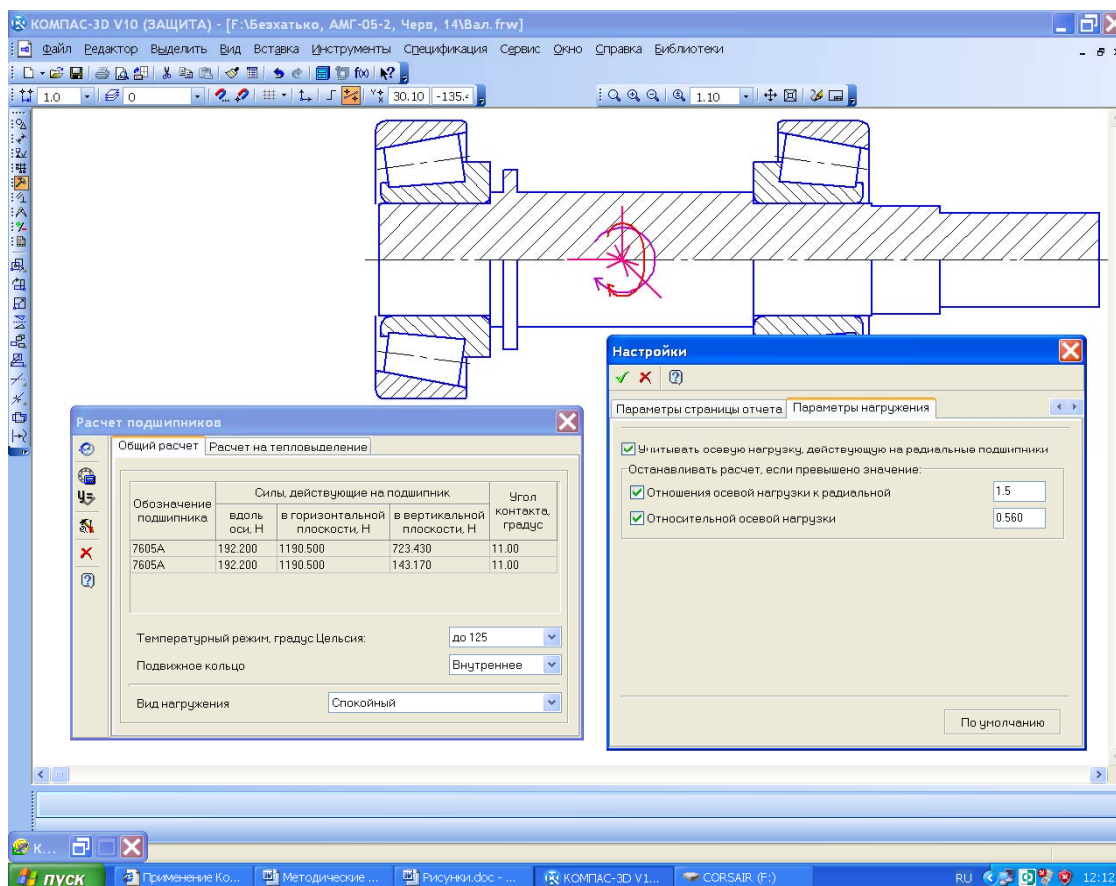 КОМПАС-3D V10 (ЗАЩИТА) - [F:\Безхатько, АМГ-05-2, Черв, 14\Вал.frw]
Файл Редактор Выделить Вид Вставка Инструменты Спецификация Сервис Окно Справка Библиотеки
1.0 0 30.10 -135.4 1.10
Настройки
Параметры страницы отчета Параметры нагружения
Учитывать осевую нагрузку, действующую на радиальные подшипники
Останавливать расчет, если превышено значение:
Отношения осевой нагрузки к радиальной 1.5
Относительной осевой нагрузки 0.560
По умолчанию
Расчет подшипников
Общий расчет Расчет на тепловыделение
Обозначение подшипника Силы, действующие на подшипник Угол контакта, градус
вдоль оси, Н в горизонтальной плоскости, Н в вертикальной плоскости, Н
7605А 192.200 1190.500 723.430 11.00
7605А 192.200 1190.500 143.170 11.00
Температурный режим, градус Цельсия: до 125
Подвижное кольцо Внутреннее
Вид нагружения Спокойный
К...
пуск Применение Ко... Методические ... Рисунки.doc - ... КОМПАС-3D V1... CORSAIR (F:) RU 12:12